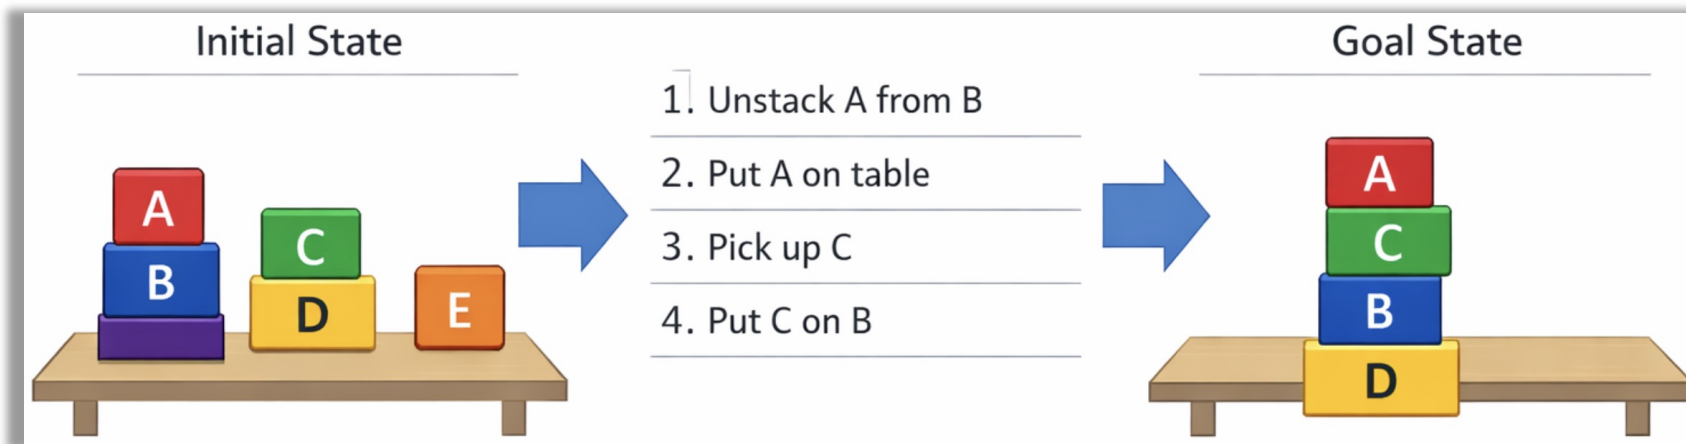 Initial State
A
B
C
D
E
1. Unstack A from B
2. Put A on table
3. Pick up C
4. Put C on B
Goal State
A
C
B
D